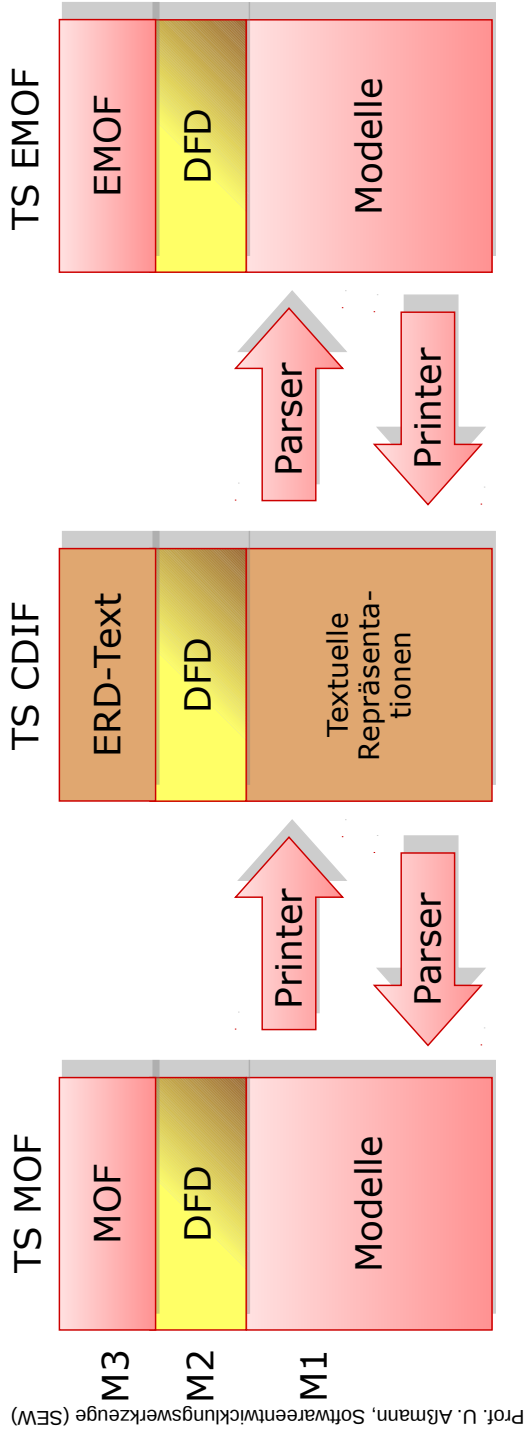 TS MOF
TS CDIF
TS EMOF
M3
MOF
ERD-Text
EMOF
M2
DFD
DFD
DFD
M1
Modelle
Printer
Parser
Textuelle
Repräsenta-
tionen
Parser
Printer
Modelle
Prof. U. Aßmann, Softwareentwicklungswerkzeuge (SEW)